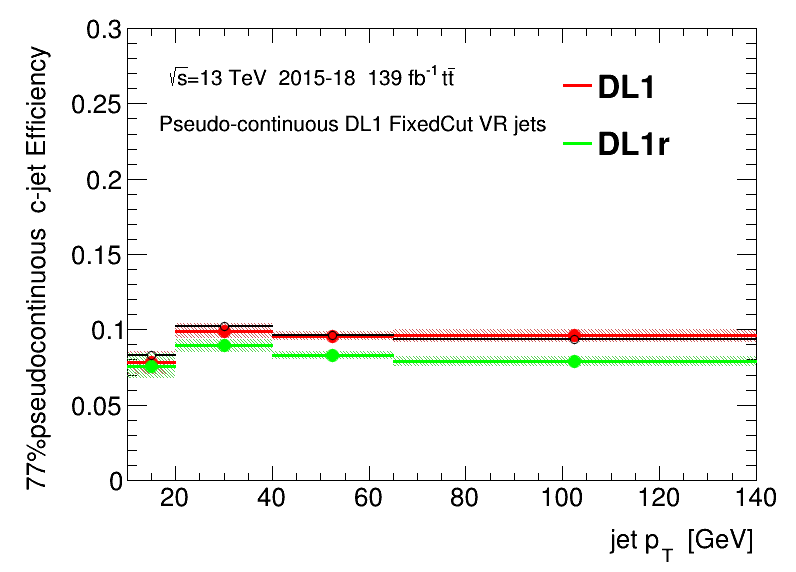 0.3
√s=13 TeV 2015-18 139 fb⁻¹ tt̄
DL1
0.25
Pseudo-continuous DL1 FixedCut VR jets
DL1r
0.2
0.15
0.1
0.05
0
77%pseudocontinuous c-jet Efficiency
20 40 60 80 100 120 140
jet p_T [GeV]